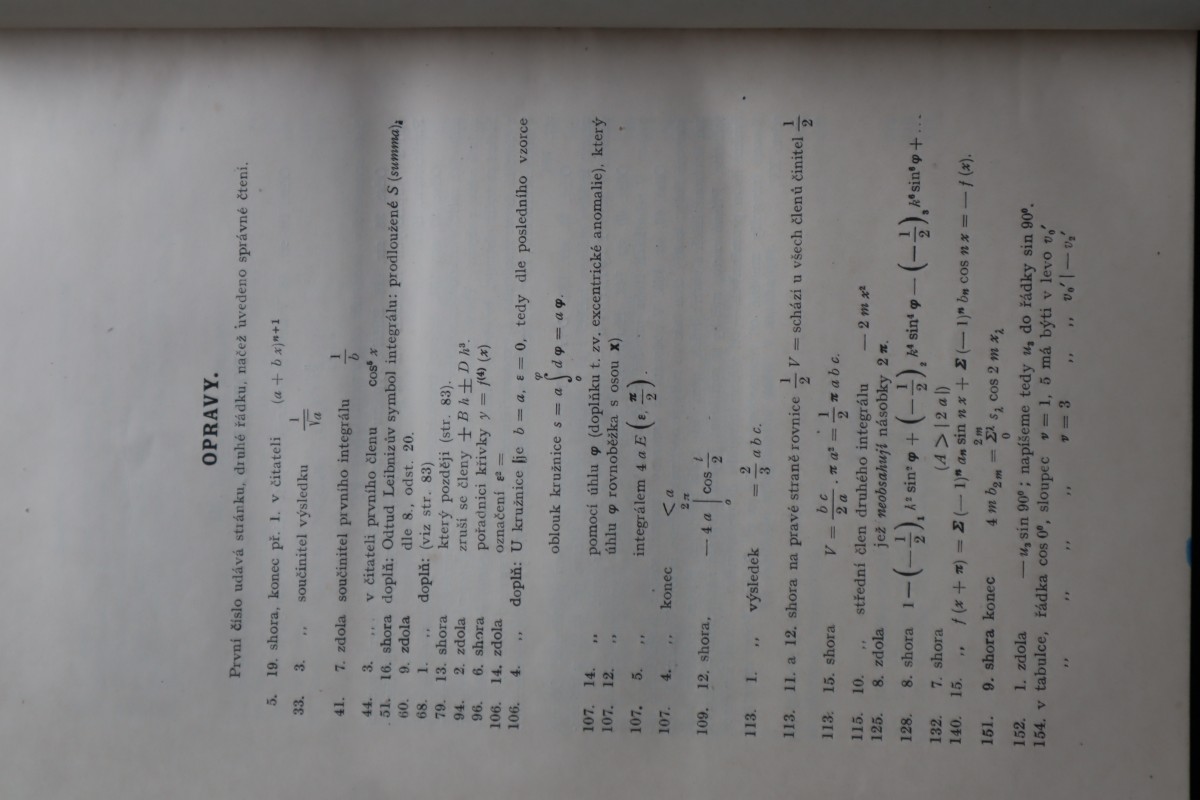 OPRAVY.
První číslo udává stránku, druhé řádku, načež uvedeno správné čtení.
5. 19. shora, konec př. 1. v čitateli (a + b x)ⁿ⁺¹
33. 3. ,, součinitel výsledku 1/√a
41. 7. zdola součinitel prvního integrálu 1/b
44. 3. ,, v čitateli prvního členu cos⁵ x
51. 16. shora doplň: Odtud Leibnizův symbol integrálu: prodloužené S (summa).
60. 9. zdola dle 8., odst. 20.
68. 1. ,, doplň: (viz str. 83)
79. 13. shora který později (str. 83).
94. 2. zdola zruší se členy ± B h ± D h³.
96. 6. shora pořadnici křivky y = f⁽⁴⁾ (x)
106. 14. zdola označení ε² =
106. 4. ,, doplň: U kružnice je b = a, ε = 0, tedy dle posledního vzorce
oblouk kružnice s = a ∫₀^φ d φ = a φ.
107. 14. ,, pomocí úhlu φ (doplňku t. zv. excentrické anomalie), který
107. 12. ,, úhlu φ rovnoběžka s osou x)
107. 5. ,, integrálem 4 a E (ε, π/2).
107. 4. ,, konec < a
109. 12. shora, — 4 a |₀^2π cos t/2
113. 1. ,, výsledek = 2/3 a b c.
113. 11. a 12. shora na pravé straně rovnice 1/2 V = schází u všech členů činitel 1/2
113. 15. shora V = b c/2 a . π a² = 1/2 π a b c.
115. 10. ,, střední člen druhého integrálu — 2 m x²
125. 8. zdola jež neobsahují násobky 2 π.
128. 8. shora 1 — (— 1/2)₁ k² sin² φ + (— 1/2)₂ k⁴ sin⁴ φ — (— 1/2)₃ k⁶ sin⁶ φ + ...
132. 7. shora (A > | 2 a|)
140. 15. ,, f (x + π) = Σ (— 1)ⁿ aₙ sin n x + Σ (— 1)ⁿ bₙ cos n x = — f (x).
151. 9. shora konec 4 m b₂ₘ = Σλ₀^2m s_λ cos 2 m x_λ
152. 1. zdola — u₃ sin 90°; napíšeme tedy u₃ do řádky sin 90°.
154. v tabulce, řádka cos 0°, sloupec ν = 1, 5 má býti v levo v₀′
,, ,, ,, ν = 3 ,, ,, v₀′ | — v₂′